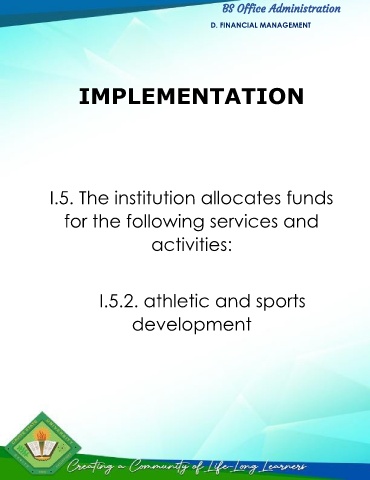 BS Office Administration
D. FINANCIAL MANAGEMENT
IMPLEMENTATION
I.5. The institution allocates funds
for the following services and
activities:
I.5.2. athletic and sports
development
Creating a Community of Life-Long Learners